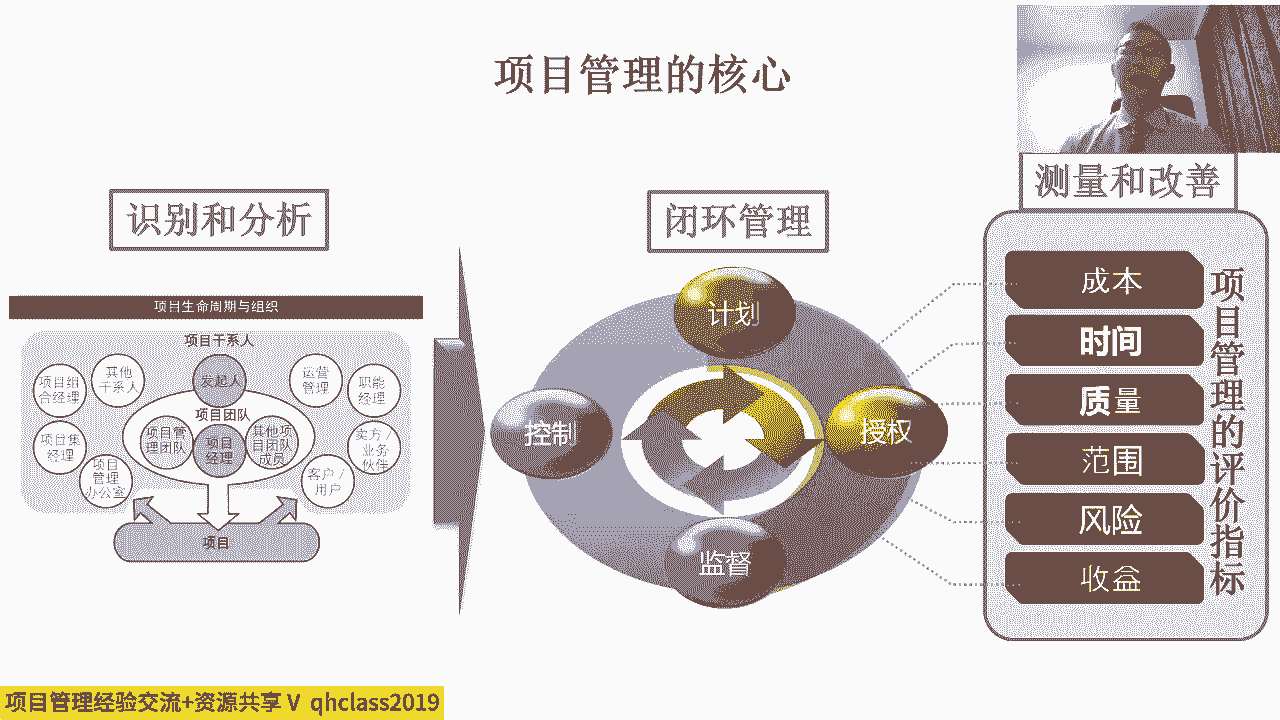 项目管理的核心
识别和分析
项目生命周期与组织
项目干系人
项目组
合经理
其他
干系人
发起人
运营
管理
职能
经理
项目团队
项目集
经理
项目管
理团队
项目
经理
其他项
目团队
成员
卖方/
业务
伙伴
项目
管理
办公室
客户/
用户
项目
闭环管理
计划
控制
授权
监督
测量和改善
成本
时间
质量
范围
风险
收益
项目管理的评价指标
项目管理经验交流+资源共享 V qhclass2019